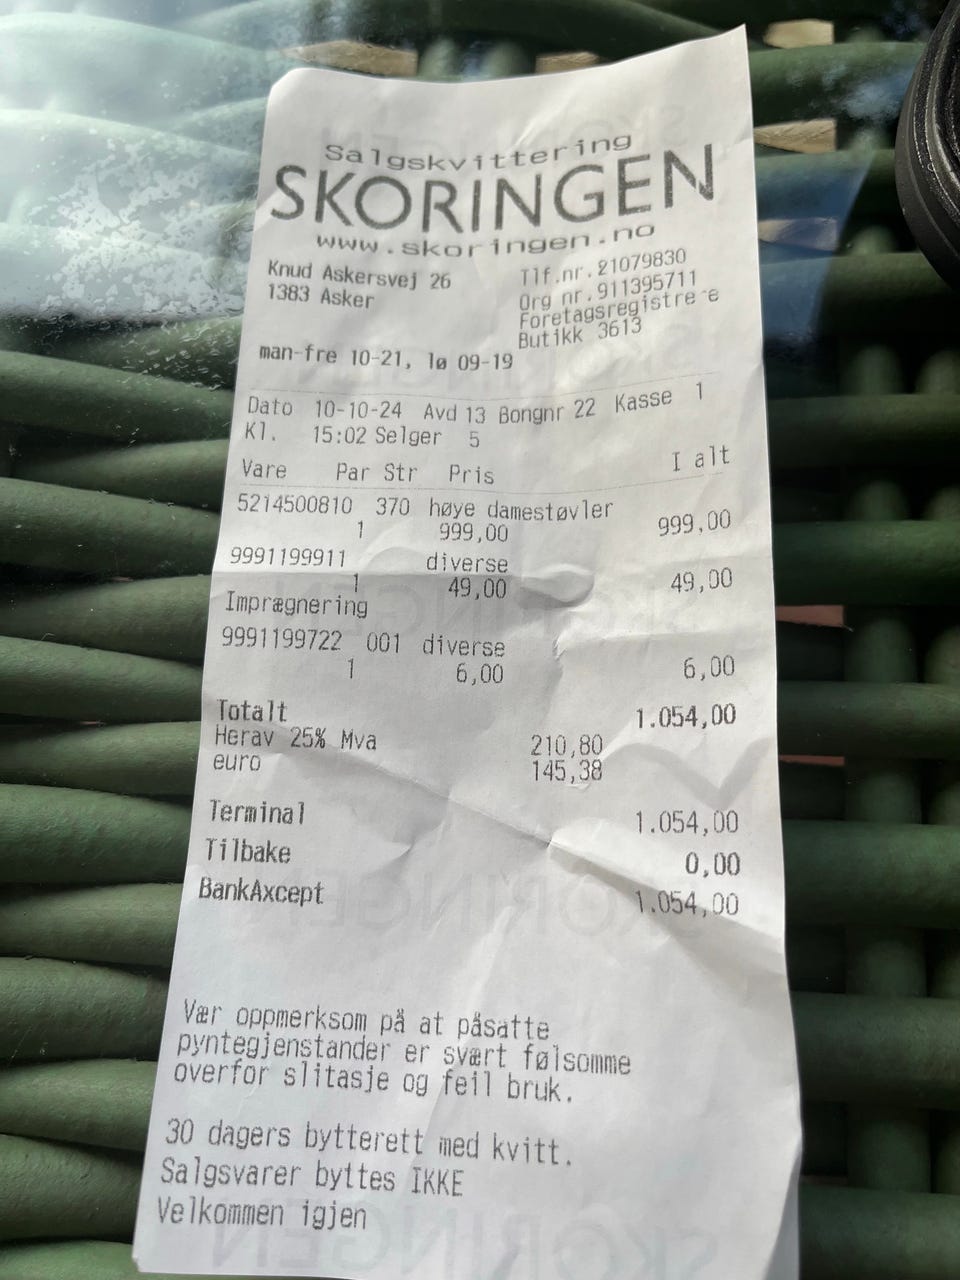 Salgskvittering
SKORINGEN
www.skoringen.no
Knud Askersvej 26
1383 Asker
Tlf.nr.21079830
Org nr.911395711
Foretagsregistre e
Butikk 3613
man-fre 10-21, lø 09-19
Dato 10-10-24 Avd 13 Bongnr 22 Kasse 1
Kl. 15:02 Selger 5
Vare Par Str Pris I alt
5214500810 370 høye damestøvler
1 999,00 999,00
9991199911 diverse
1 49,00 49,00
Imprægnering
9991199722 001 diverse
1 6,00 6,00
Totalt 1.054,00
Herav 25% Mva 210,80
euro 145,38
Terminal 1.054,00
Tilbake 0,00
BankAxcept 1.054,00
Vær oppmerksom på at påsatte
pyntegjenstander er svært følsomme
overfor slitasje og feil bruk.
30 dagers bytterett med kvitt.
Salgsvarer byttes IKKE
Velkommen igjen